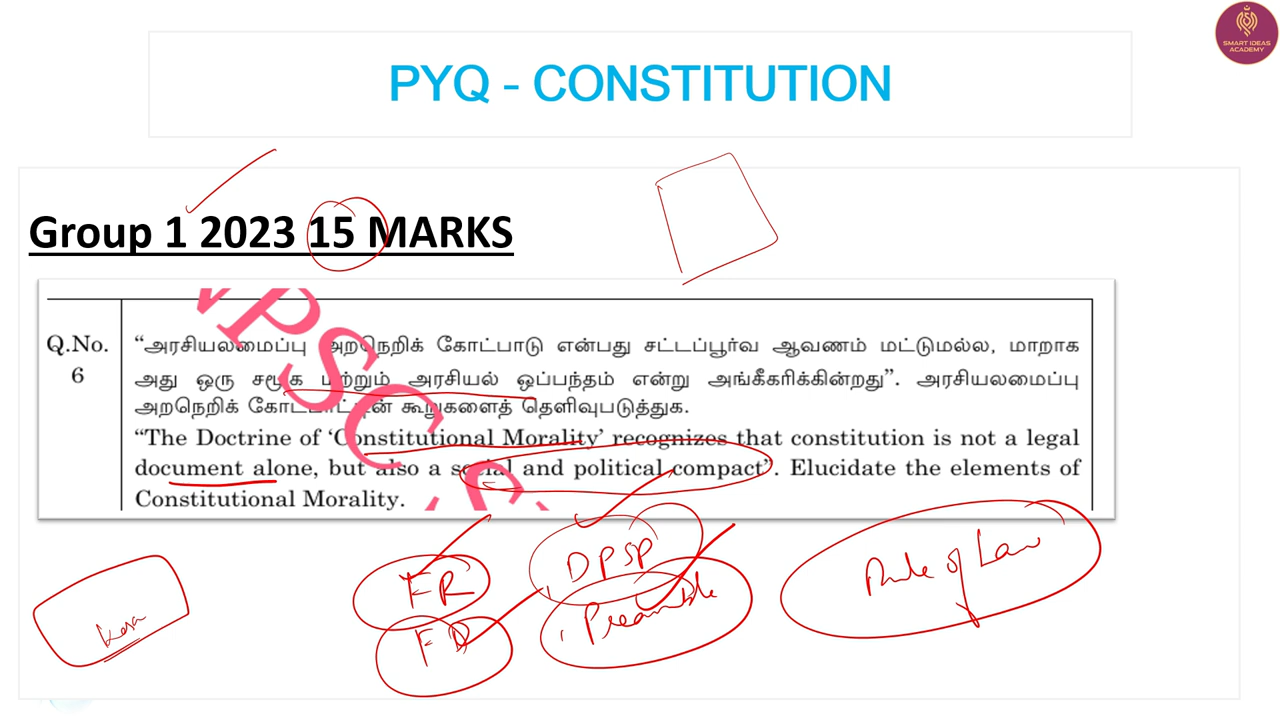 SMART IDEAS
ACADEMY
PYQ - CONSTITUTION
Group 1 2023 15 MARKS
Q.No.
6
“அரசியலமைப்பு அறநெறிக் கோட்பாடு என்பது சட்டப்பூர்வ ஆவணம் மட்டுமல்ல, மாறாக
அது ஒரு சமூக மற்றும் அரசியல் ஒப்பந்தம் என்று அங்கீகரிக்கின்றது”. அரசியலமைப்பு
அறநெறிக் கோட்பாட்டின் கூறுகளைத் தெளிவுபடுத்துக.
“The Doctrine of ‘Constitutional Morality’ recognizes that constitution is not a legal
document alone, but also a social and political compact”. Elucidate the elements of
Constitutional Morality.
FR
DPSP
Rule of Law
FD
Preamble